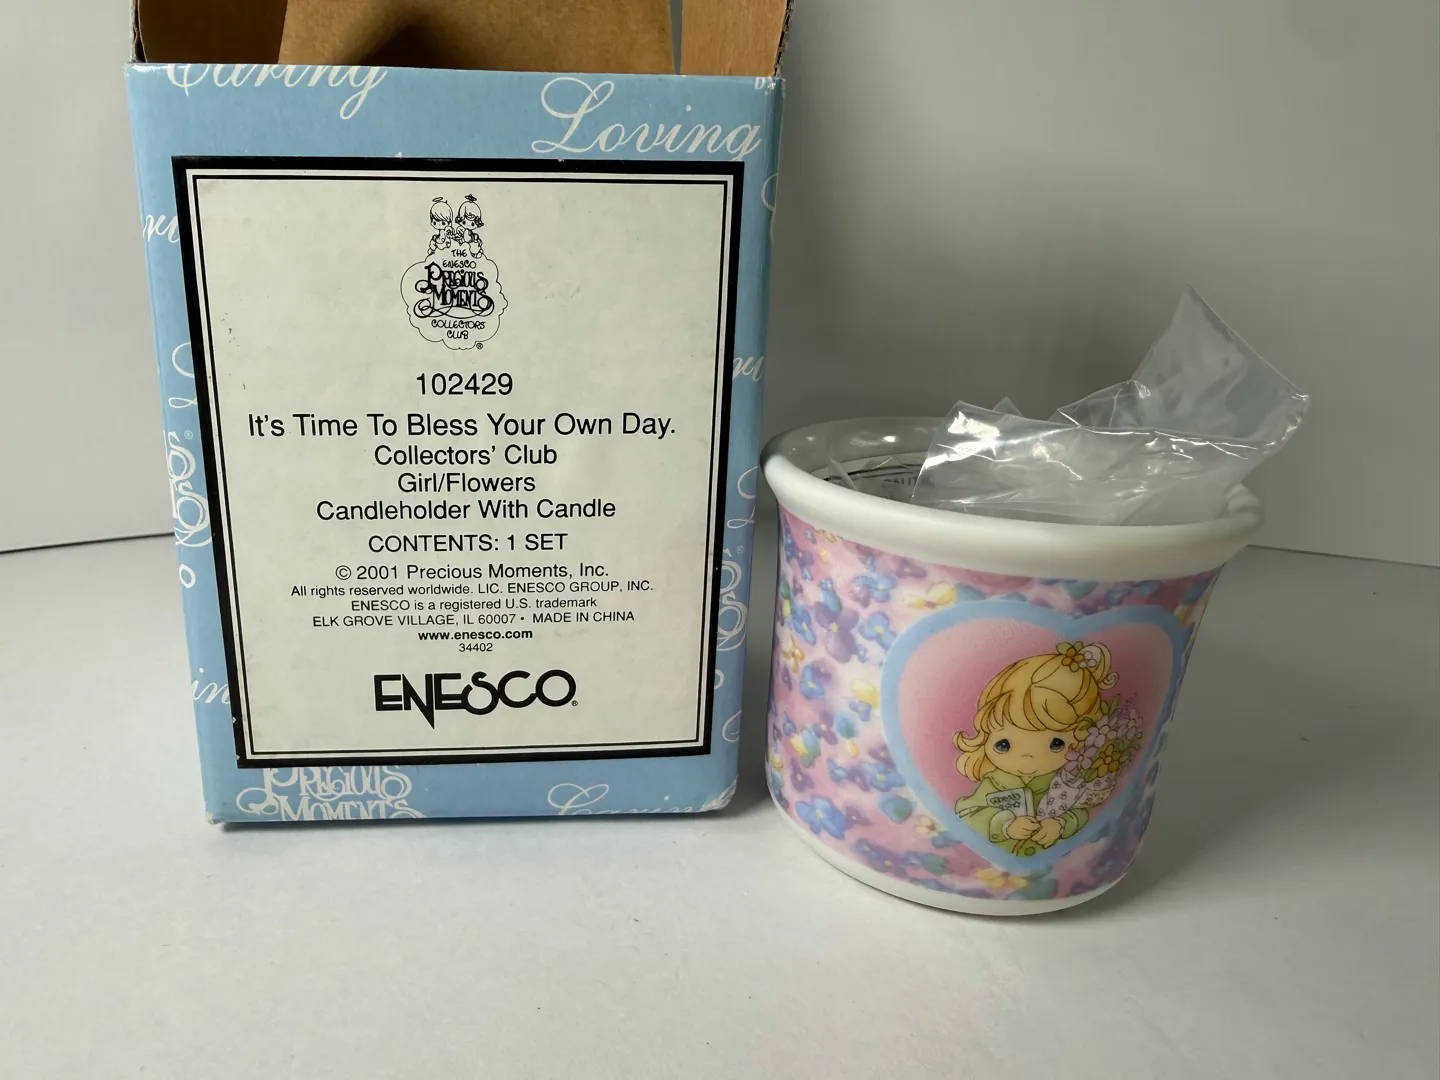 Caring
Loving
THE
ENESCO
PRECIOUS
MOMENTS
COLLECTORS
CLUB
®
102429
It's Time To Bless Your Own Day.
Collectors' Club
Girl/Flowers
Candleholder With Candle
CONTENTS: 1 SET
© 2001 Precious Moments, Inc.
All rights reserved worldwide. LIC. ENESCO GROUP, INC.
ENESCO is a registered U.S. trademark
ELK GROVE VILLAGE, IL 60007 • MADE IN CHINA
www.enesco.com
34402
ENESCO®
PRECIOUS
MOMENTS